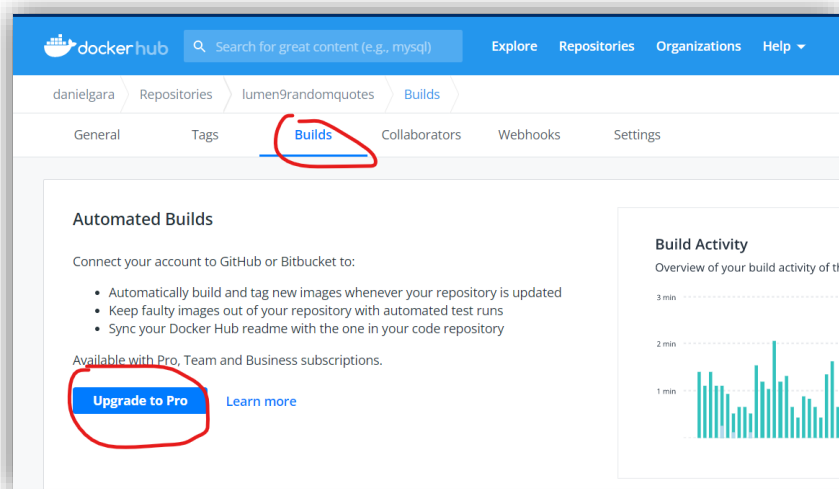 dockerhub
Search for great content (e.g., mysql)
Explore
Repositories
Organizations
Help
danielgara
Repositories
lumen9randomquotes
Builds
General
Tags
Builds
Collaborators
Webhooks
Settings
Automated Builds
Connect your account to GitHub or Bitbucket to:
• Automatically build and tag new images whenever your repository is updated
• Keep faulty images out of your repository with automated test runs
• Sync your Docker Hub readme with the one in your code repository
Available with Pro, Team and Business subscriptions.
Upgrade to Pro
Learn more
Build Activity
Overview of your build activity of
3 min
2 min
1 min